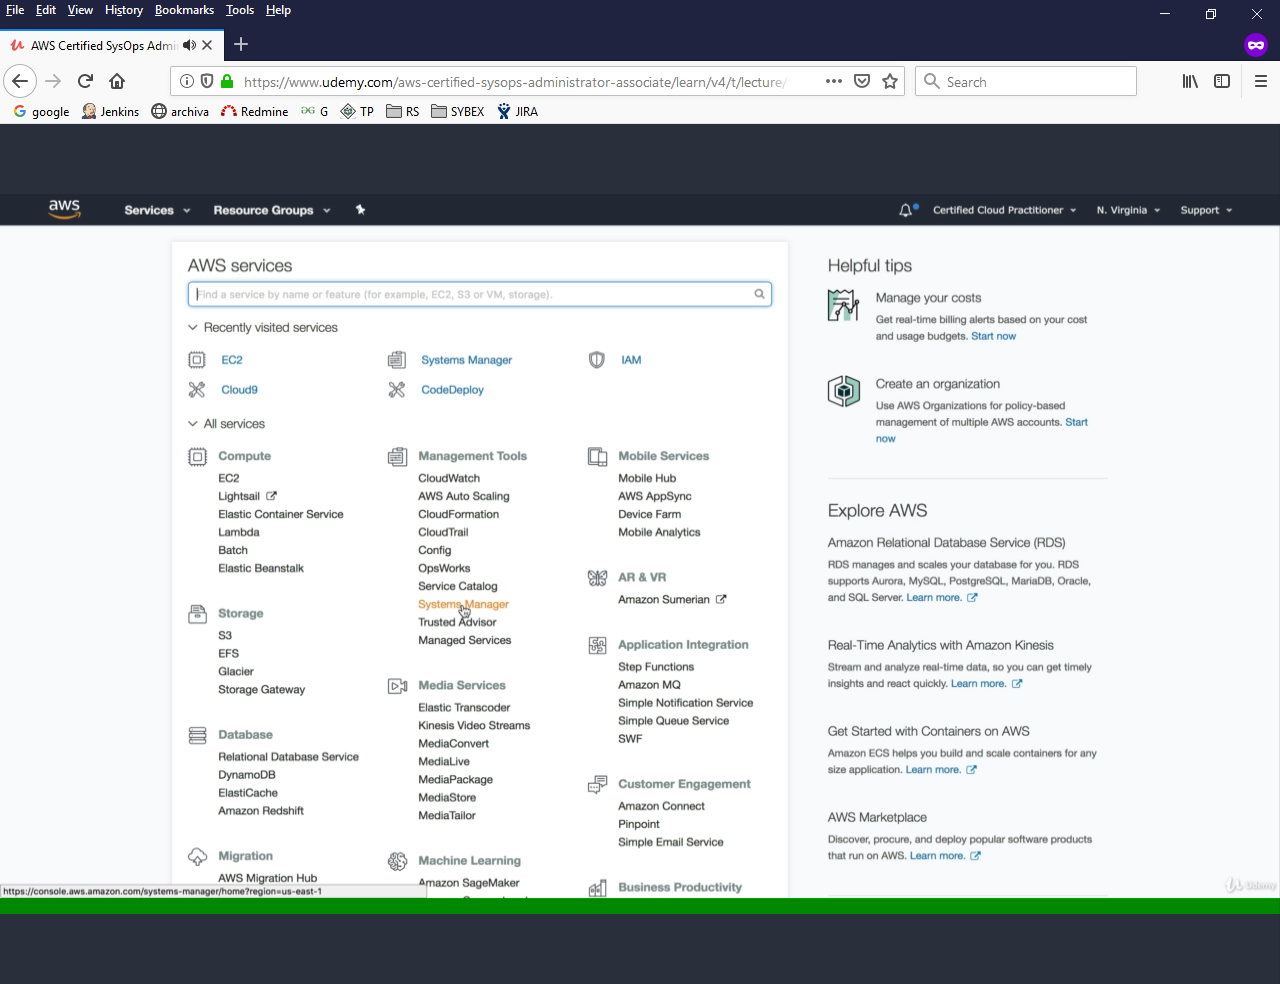 File Edit View History Bookmarks Tools Help
AWS Certified SysOps Admi
https://www.udemy.com/aws-certified-sysops-administrator-associate/learn/v4/t/lecture/
Search
google Jenkins archiva Redmine G TP RS SYBEX JIRA
aws Services Resource Groups Certified Cloud Practitioner N. Virginia Support
AWS services
Find a service by name or feature (for example, EC2, S3 or VM, storage).
Recently visited services
EC2 Systems Manager IAM
Cloud9 CodeDeploy
All services
Compute
EC2
Lightsail
Elastic Container Service
Lambda
Batch
Elastic Beanstalk
Storage
S3
EFS
Glacier
Storage Gateway
Database
Relational Database Service
DynamoDB
ElastiCache
Amazon Redshift
Migration
AWS Migration Hub
Management Tools
CloudWatch
AWS Auto Scaling
CloudFormation
CloudTrail
Config
OpsWorks
Service Catalog
Systems Manager
Trusted Advisor
Managed Services
Media Services
Elastic Transcoder
Kinesis Video Streams
MediaConvert
MediaLive
MediaPackage
MediaStore
MediaTailor
Machine Learning
Amazon SageMaker
Mobile Services
Mobile Hub
AWS AppSync
Device Farm
Mobile Analytics
AR & VR
Amazon Sumerian
Application Integration
Step Functions
Amazon MQ
Simple Notification Service
Simple Queue Service
SWF
Customer Engagement
Amazon Connect
Pinpoint
Simple Email Service
Business Productivity
Helpful tips
Manage your costs
Get real-time billing alerts based on your cost
and usage budgets. Start now
Create an organization
Use AWS Organizations for policy-based
management of multiple AWS accounts. Start
now
Explore AWS
Amazon Relational Database Service (RDS)
RDS manages and scales your database for you. RDS
supports Aurora, MySQL, PostgreSQL, MariaDB, Oracle,
and SQL Server. Learn more.
Real-Time Analytics with Amazon Kinesis
Stream and analyze real-time data, so you can get timely
insights and react quickly. Learn more.
Get Started with Containers on AWS
Amazon ECS helps you build and scale containers for any
size application. Learn more.
AWS Marketplace
Discover, procure, and deploy popular software products
that run on AWS. Learn more.
https://console.aws.amazon.com/systems-manager/home?region=us-east-1
Udemy